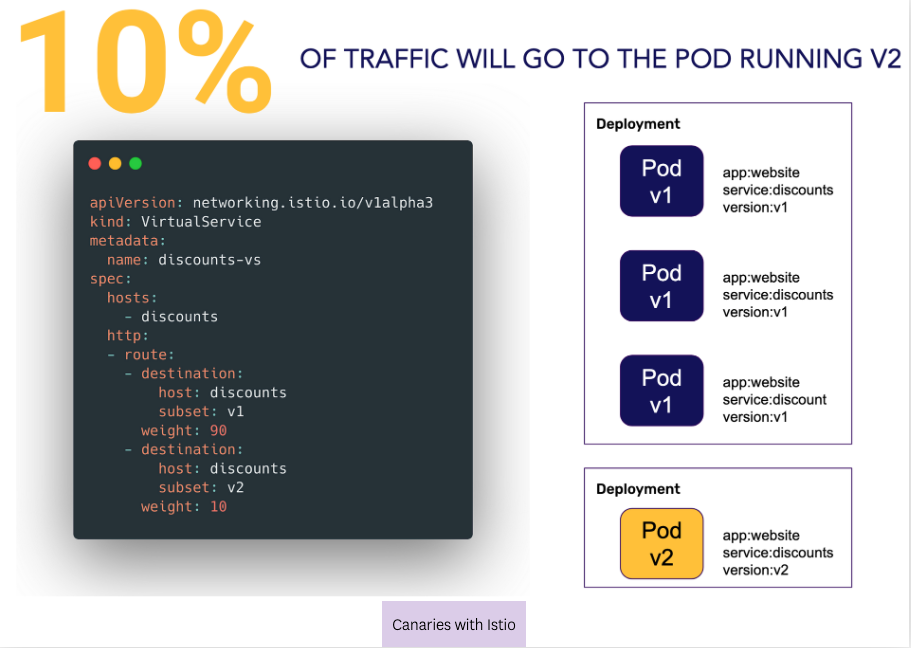 10%
OF TRAFFIC WILL GO TO THE POD RUNNING V2
apiVersion: networking.istio.io/v1alpha3
kind: VirtualService
metadata:
  name: discounts-vs
spec:
  hosts:
    - discounts
  http:
  - route:
    - destination:
        host: discounts
        subset: v1
      weight: 90
    - destination:
        host: discounts
        subset: v2
      weight: 10
Deployment
Pod
v1
app:website
service:discounts
version:v1
Pod
v1
app:website
service:discounts
version:v1
Pod
v1
app:website
service:discount
version:v1
Deployment
Pod
v2
app:website
service:discounts
version:v2
Canaries with Istio